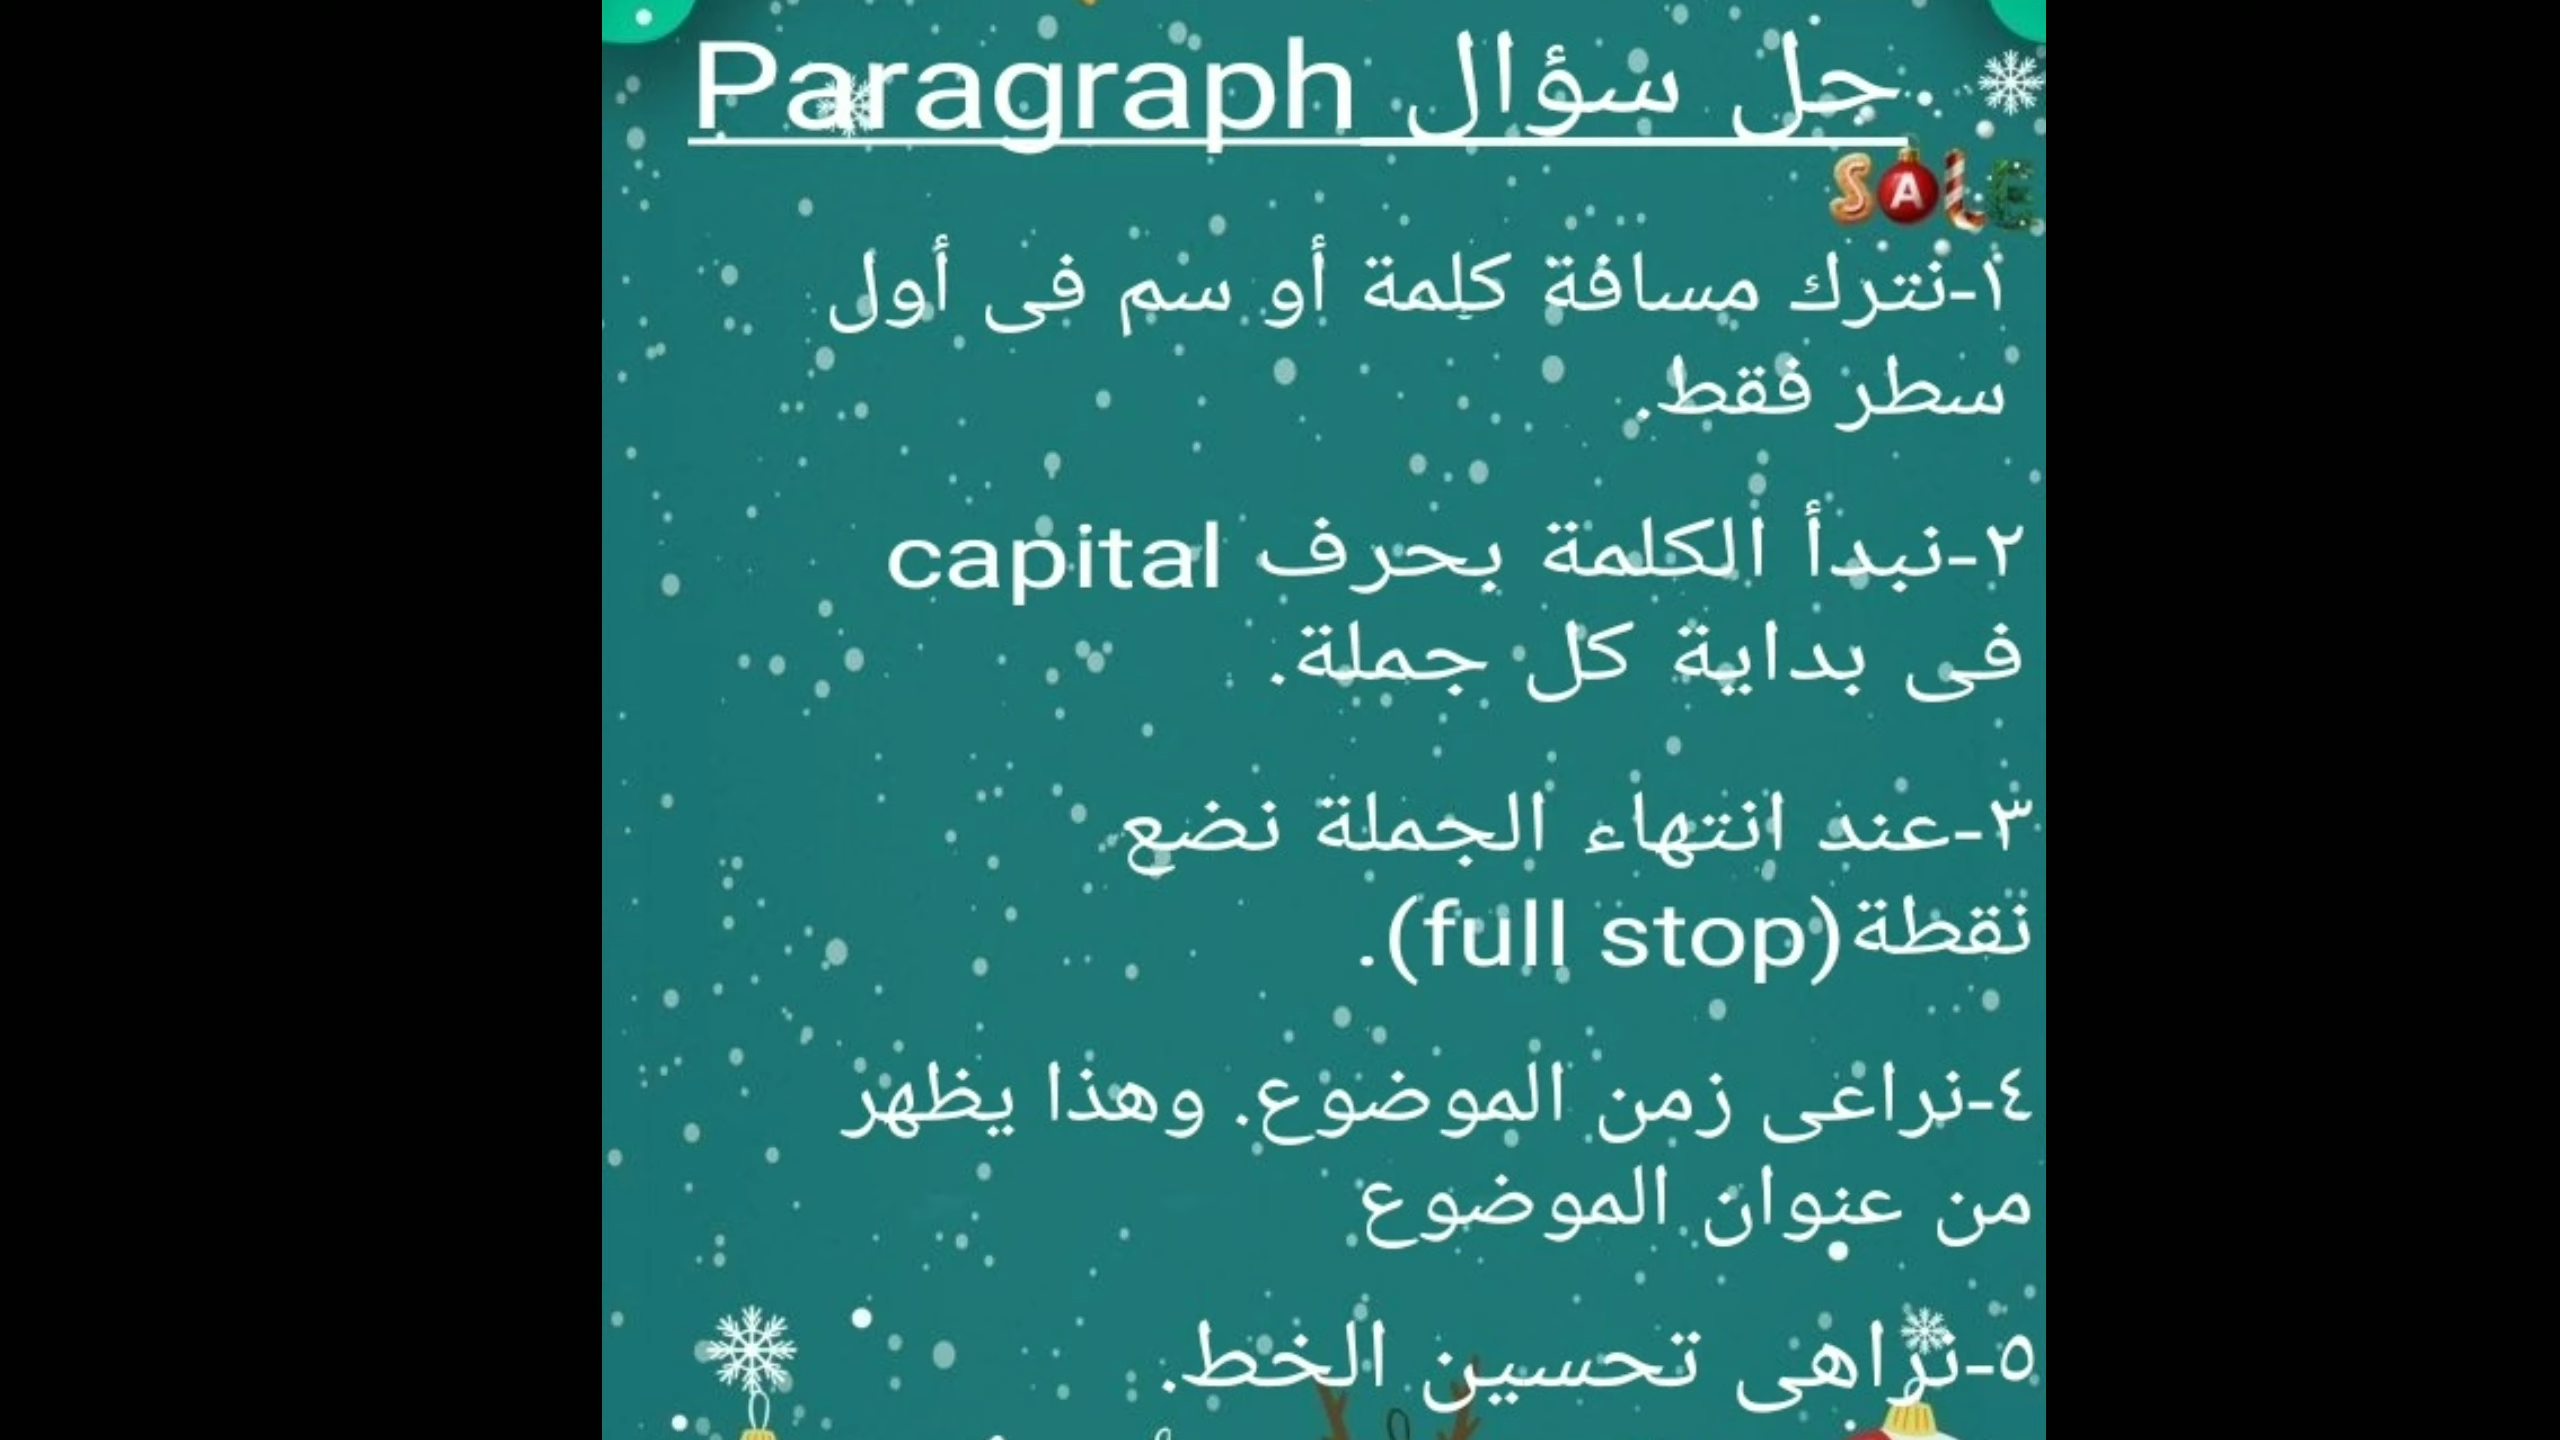 حل سؤال Paragraph
SALE
١-نترك مسافة كلمة أو سم فى أول
سطر فقط.
٢-نبدأ الكلمة بحرف capital
فى بداية كل جملة.
٣-عند انتهاء الجملة نضع
نقطة(full stop).
٤-نراعى زمن الموضوع. وهذا يظهر
من عنوان الموضوع
٥-نراهى تحسين الخط.